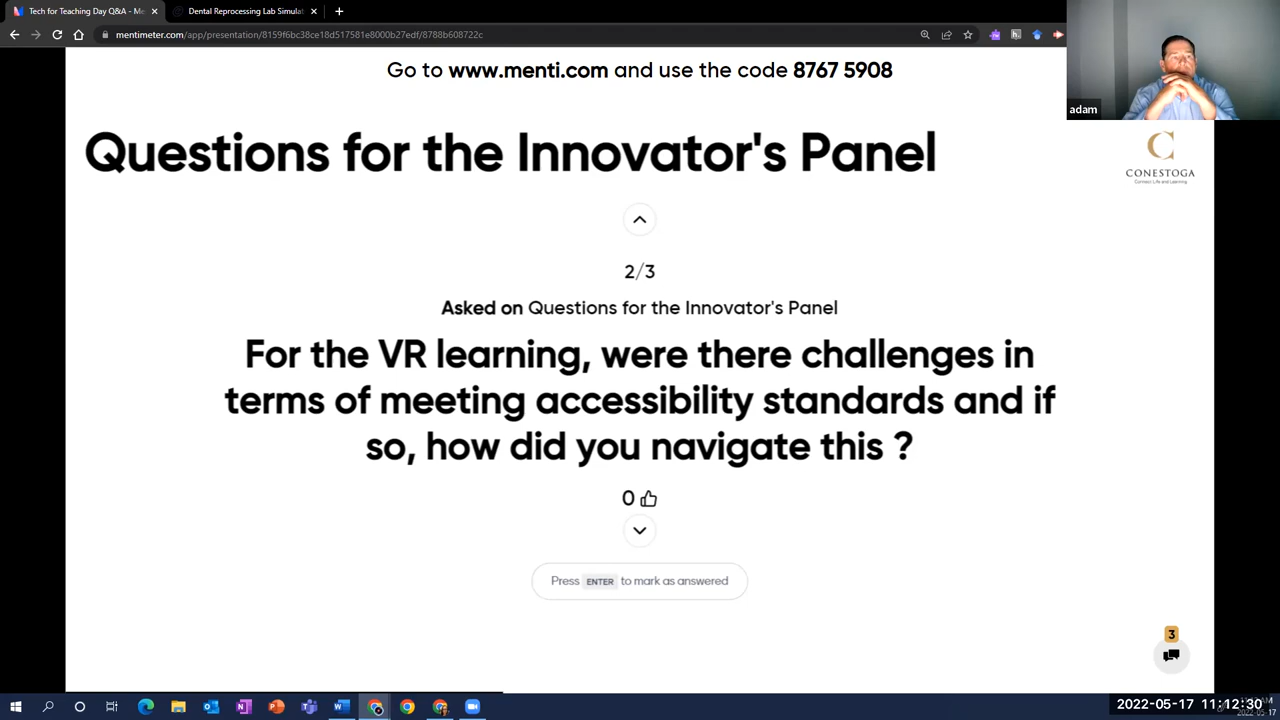 Tech for Teaching Day Q&A - Me
Dental Reprocessing Lab Simulat
mentimeter.com/app/presentation/8159f6bc38ce18d517581e8000b27edf/8788b608722c
Go to www.menti.com and use the code 8767 5908
adam
Questions for the Innovator's Panel
CONESTOGA
Connect Life and Learning
2/3
Asked on Questions for the Innovator's Panel
For the VR learning, were there challenges in
terms of meeting accessibility standards and if
so, how did you navigate this ?
0
Press ENTER to mark as answered
3
2022-05-17 11:12:30